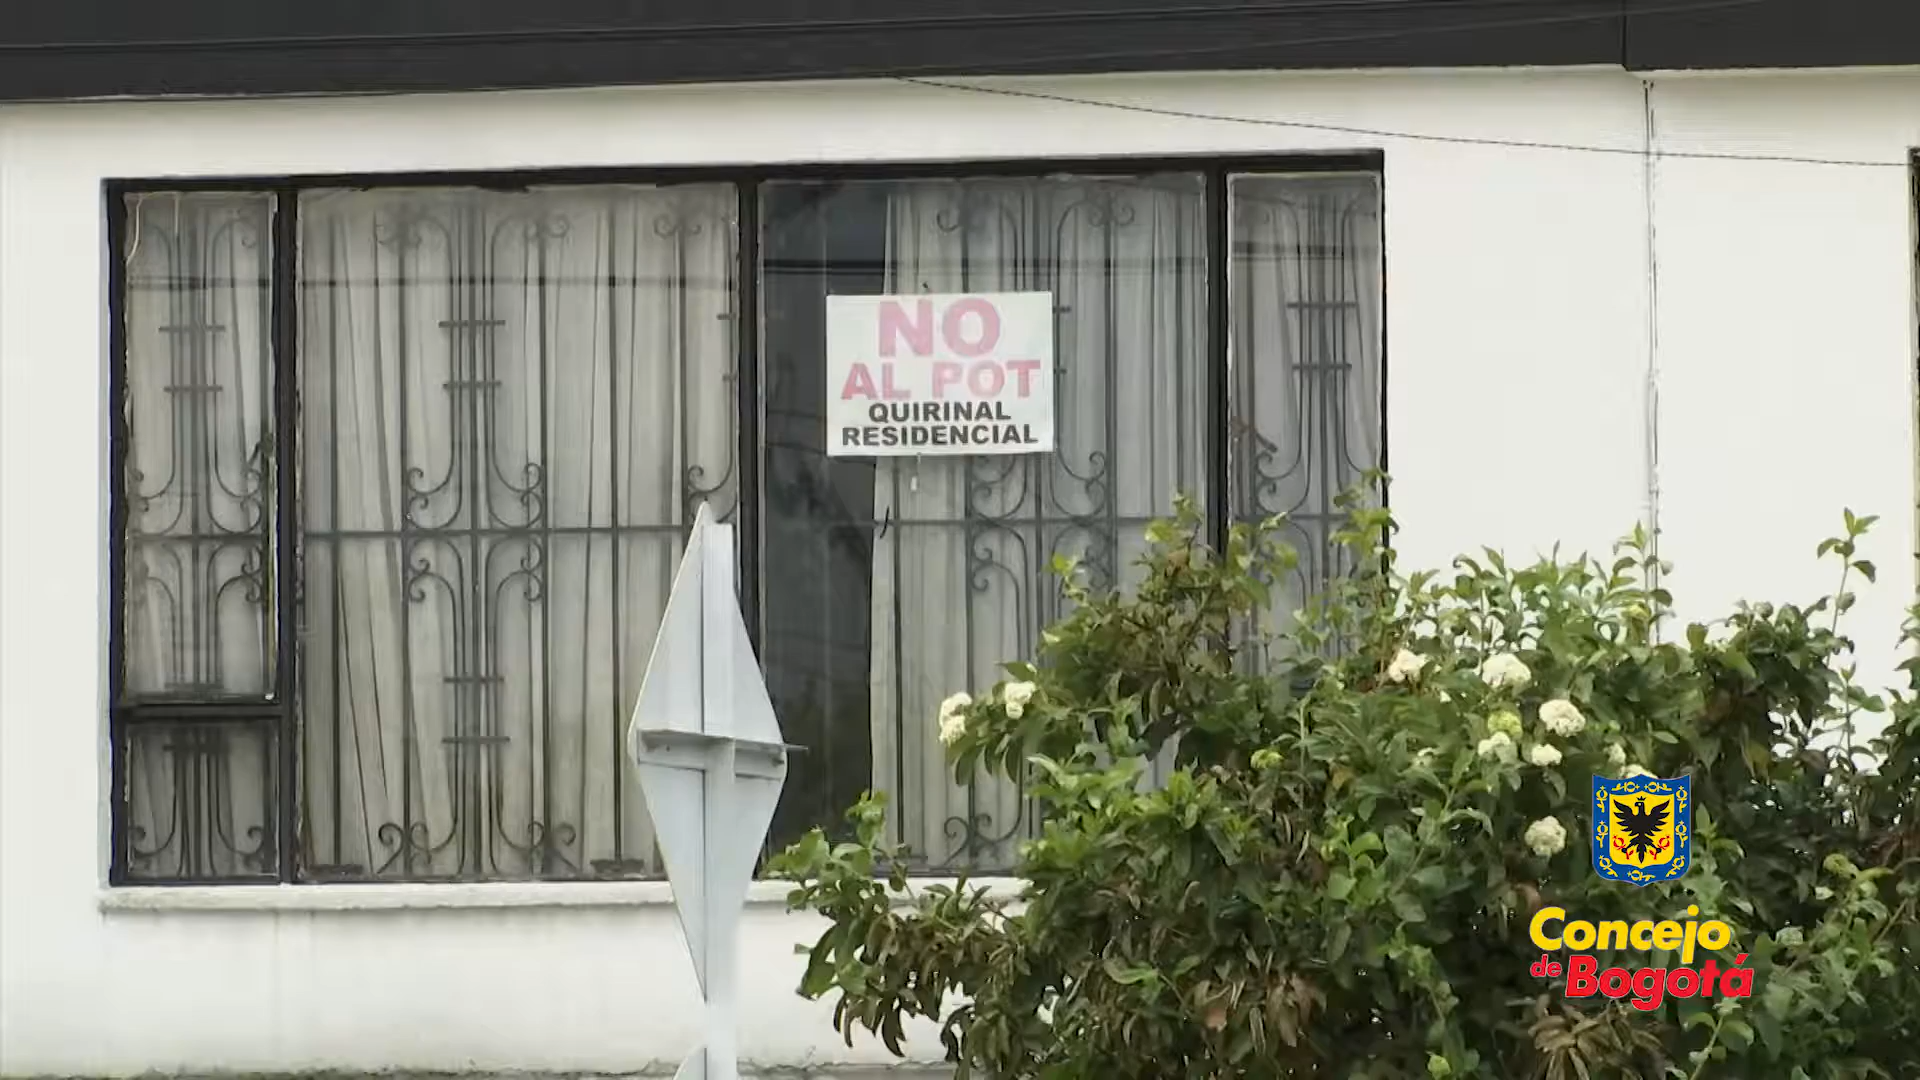 NO
AL POT
QUIRINAL
RESIDENCIAL
Concejo
de Bogotá